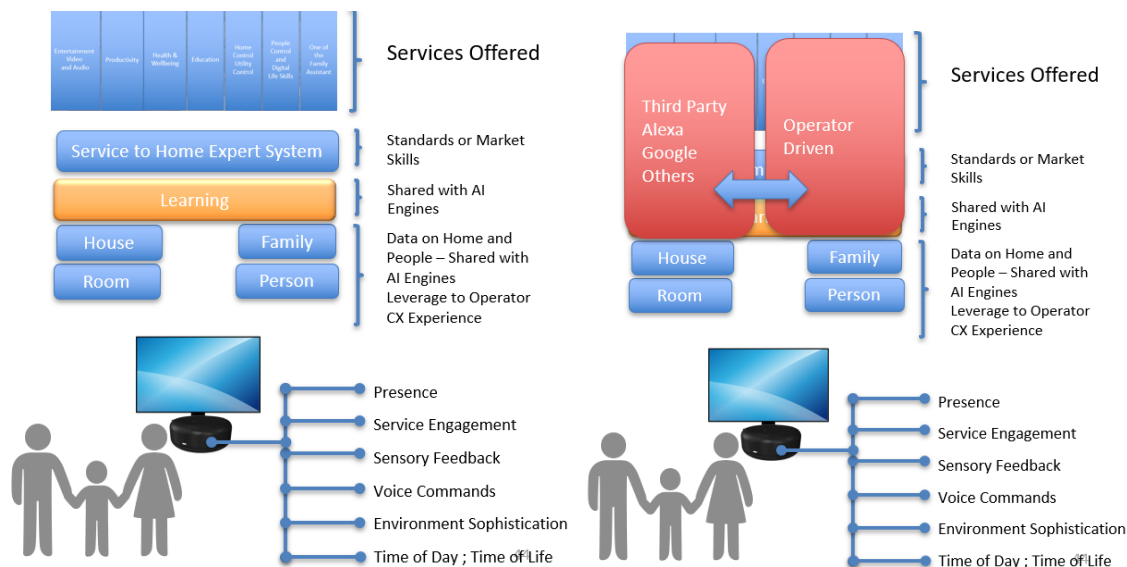 Entertainment
Video
and Audio
Productivity
Health &
Wellbeing
Education
Home
Control
Utility
Control
People
Control
and
Digital
Life Skills
One of
the
Family
Assistant
Services Offered
Service to Home Expert System
Standards or Market
Skills
Learning
Shared with AI
Engines
House
Family
Room
Person
Data on Home and
People – Shared with
AI Engines
Leverage to Operator
CX Experience
Presence
Service Engagement
Sensory Feedback
Voice Commands
Environment Sophistication
Time of Day ; Time of Life
Third Party
Alexa
Google
Others
Operator
Driven
Services Offered
Standards or Market
Skills
Shared with AI
Engines
House
Family
Room
Person
Data on Home and
People – Shared with
AI Engines
Leverage to Operator
CX Experience
Presence
Service Engagement
Sensory Feedback
Voice Commands
Environment Sophistication
Time of Day ; Time of Life